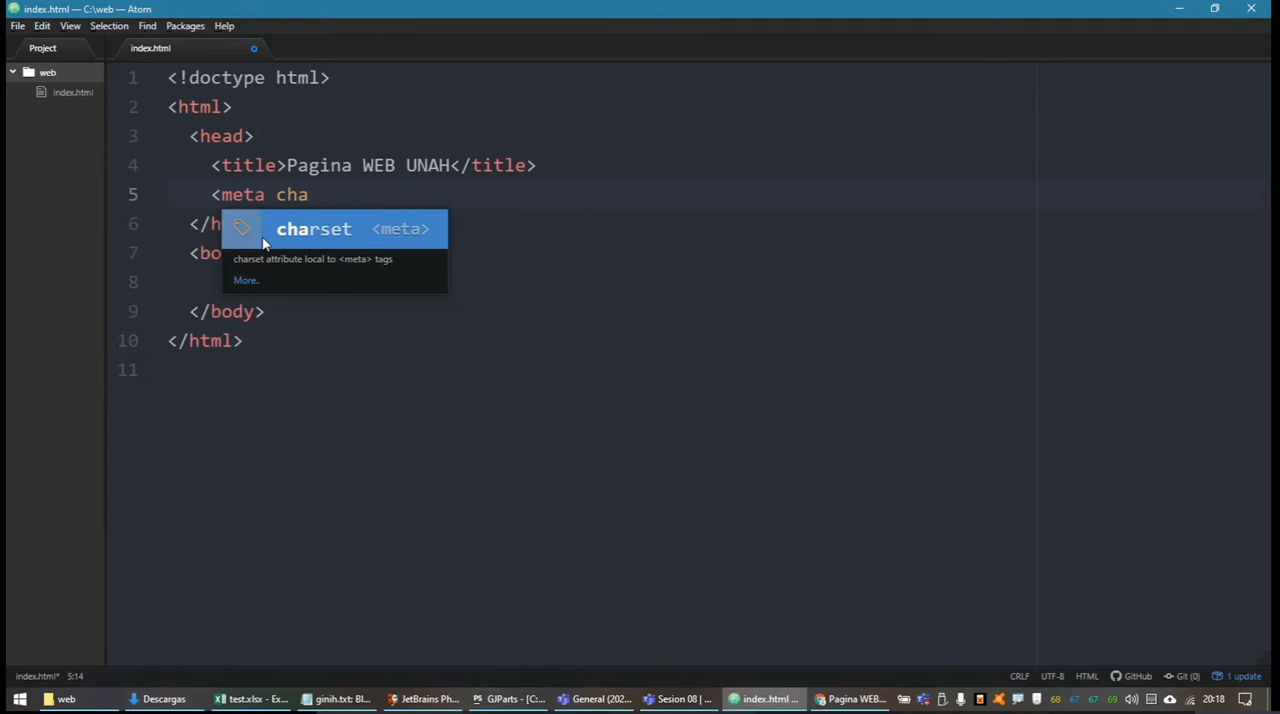 index.html — C:\web — Atom
File Edit View Selection Find Packages Help
Project
index.html
web
index.html
1 <!doctype html>
2 <html>
3 <head>
4 <title>Pagina WEB UNAH</title>
5 <meta cha
6 </h
charset <meta>
7 <bo
charset attribute local to <meta> tags
8
More..
9 </body>
10 </html>
11
index.html* 5:14 CRLF UTF-8 HTML GitHub Git (0) 1 update
web Descargas test.xlsx - Ex... ginih.txt: Bl... JetBrains Ph... GJParts - [C:... General (202... Sesion 08 | ... index.html ... Pagina WEB... 68 67 67 69 20:18